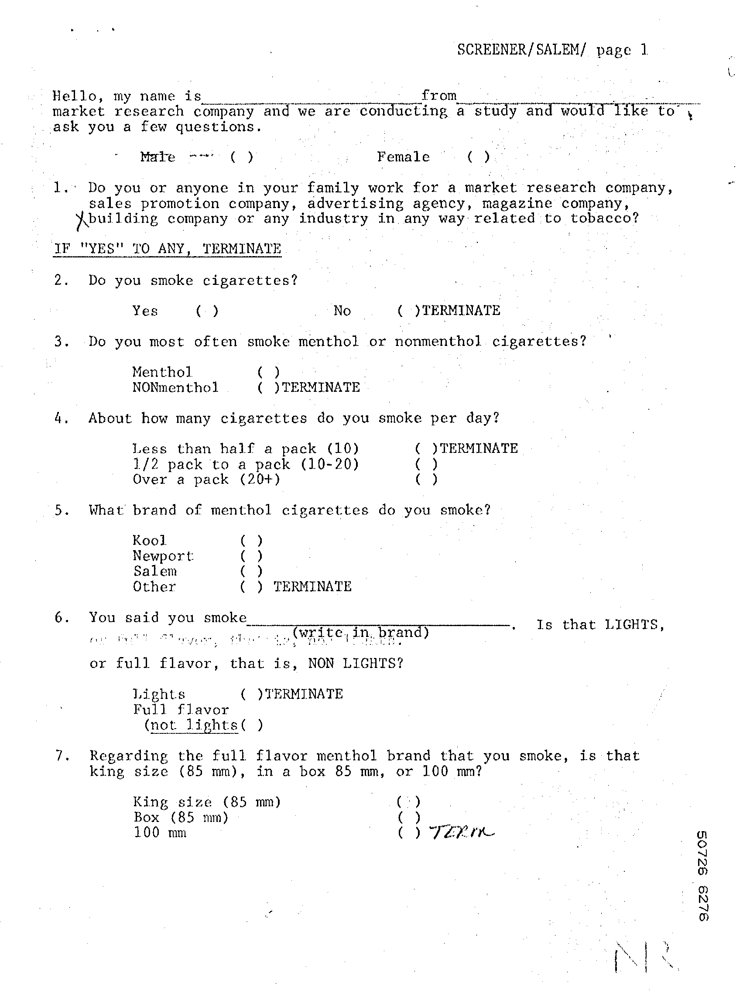 SCREENER/SALEM/ page 1
Hello, my name is____________________from____________________
market research company and we are conducting a study and would like to
ask you a few questions.
Male --- ( ) Female ( )
1. Do you or anyone in your family work for a market research company,
sales promotion company, advertising agency, magazine company,
building company or any industry in any way related to tobacco?
IF "YES" TO ANY, TERMINATE
2. Do you smoke cigarettes?
Yes ( ) No ( )TERMINATE
3. Do you most often smoke menthol or nonmenthol cigarettes?
Menthol ( )
NONmenthol ( )TERMINATE
4. About how many cigarettes do you smoke per day?
Less than half a pack (10) ( )TERMINATE
1/2 pack to a pack (10-20) ( )
Over a pack (20+) ( )
5. What brand of menthol cigarettes do you smoke?
Kool ( )
Newport ( )
Salem ( )
Other ( ) TERMINATE
6. You said you smoke____________________. Is that LIGHTS,
(write in brand)
or full flavor, that is, NON LIGHTS?
Lights ( )TERMINATE
Full flavor
(not lights( )
7. Regarding the full flavor menthol brand that you smoke, is that
king size (85 mm), in a box 85 mm, or 100 mm?
King size (85 mm) ( )
Box (85 mm) ( )
100 mm ( ) TERM
50726 6276
NR